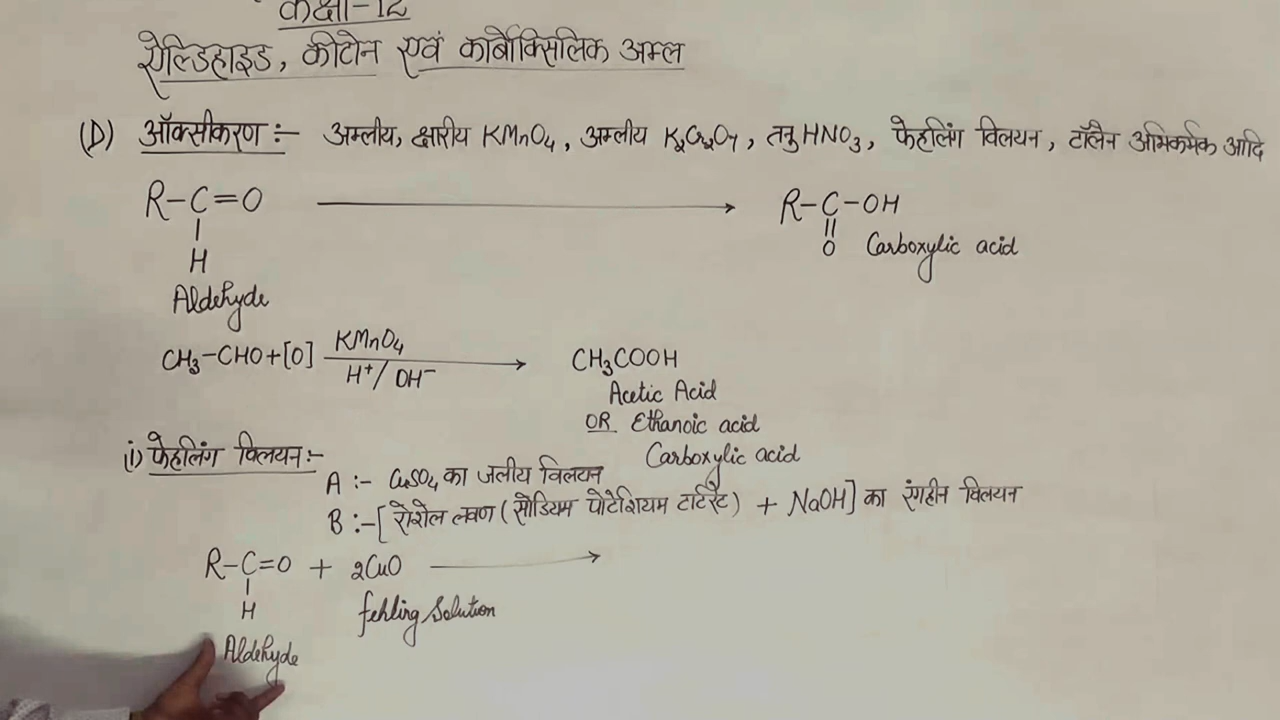 कक्षा-12
ऐल्डिहाइड, कीटोन एवं कार्बोक्सिलिक अम्ल
(D) ऑक्सीकरण :- अम्लीय, क्षारीय KMnO₄, अम्लीय K₂Cr₂O₇, तनु HNO₃, फेहलिंग विलयन, टॉलेन अभिकर्मक आदि
R-C=O ⟶ R-C-OH
| ||
H O Carboxylic acid
Aldehyde
CH₃-CHO+[O] KMnO₄ ⟶ CH₃COOH
H⁺/OH⁻
Acetic Acid
OR Ethanoic acid
Carboxylic acid
(i) फेहलिंग विलयन:-
A :- CuSO₄ का जलीय विलयन
B :-[रोशेल लवण (सोडियम पोटेशियम टार्टरेट) + NaOH] का रंगहीन विलयन
R-C=O + 2CuO ⟶
|
H fehling Solution
Aldehyde